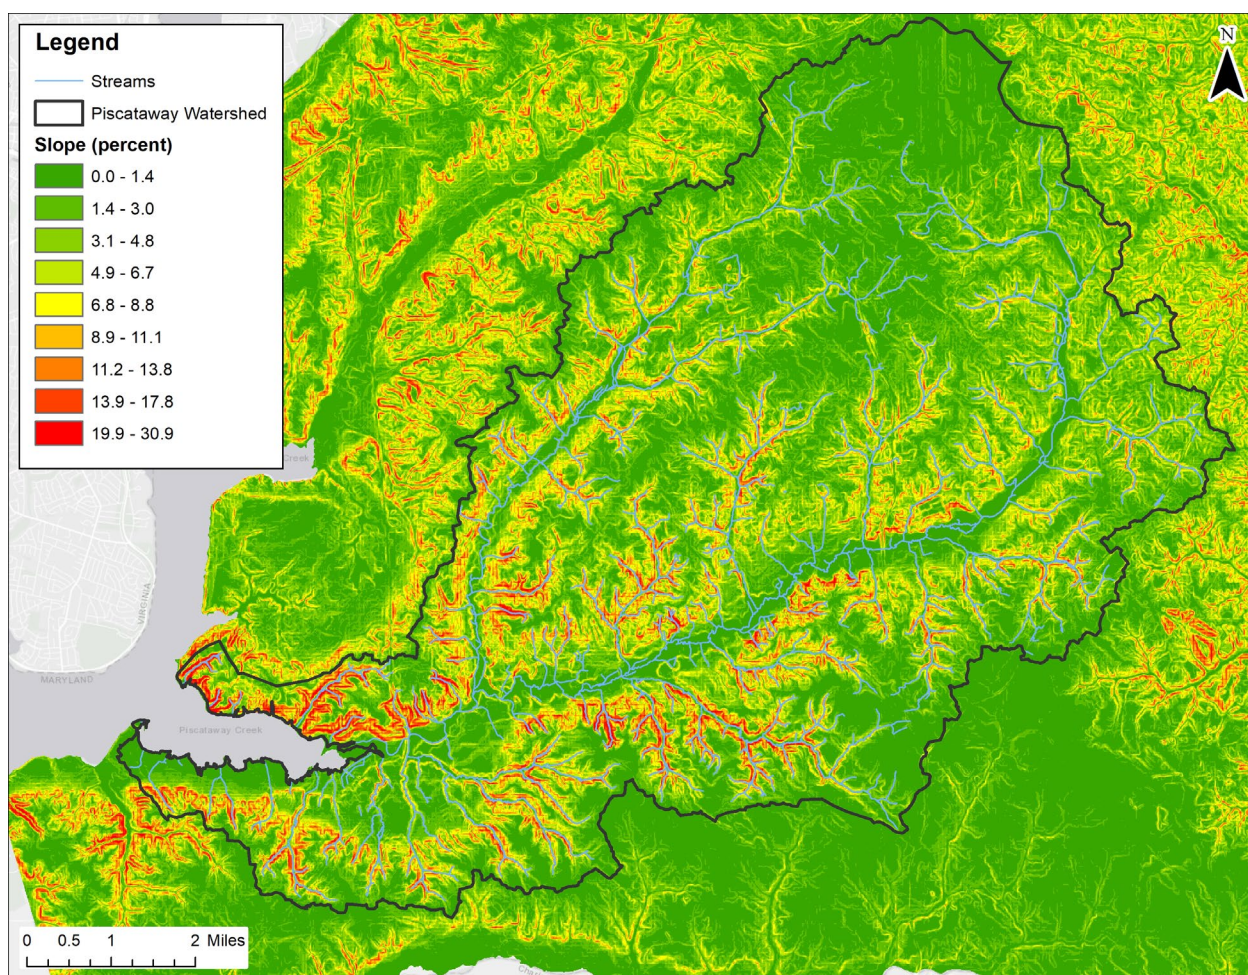 Legend
Streams
Piscataway Watershed
Slope (percent)
0.0 - 1.4
1.4 - 3.0
3.1 - 4.8
4.9 - 6.7
6.8 - 8.8
8.9 - 11.1
11.2 - 13.8
13.9 - 17.8
19.9 - 30.9
N
Creek
VIRGINIA
MARYLAND
Piscataway Creek
0 0.5 1 2 Miles